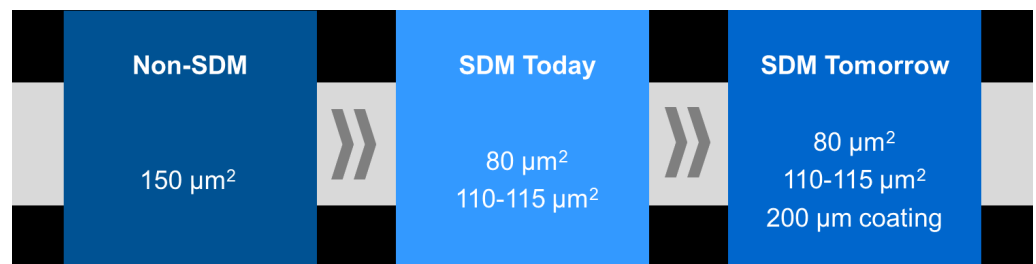 Non-SDM
150 µm²
SDM Today
80 µm²
110-115 µm²
SDM Tomorrow
80 µm²
110-115 µm²
200 µm coating